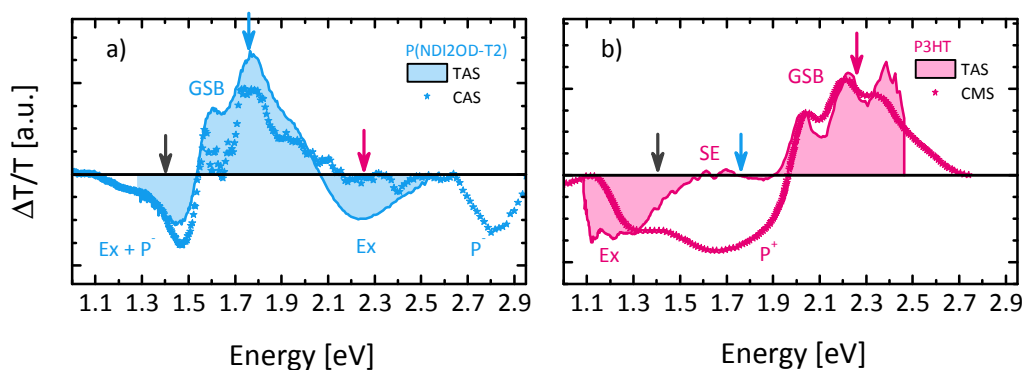 a)
P(NDI2OD-T2)
TAS
CAS
GSB
Ex + P⁻
Ex
P⁻
ΔT/T [a.u.]
1.1 1.3 1.5 1.7 1.9 2.1 2.3 2.5 2.7 2.9
Energy [eV]
b)
P3HT
TAS
CMS
GSB
SE
Ex
P⁺
1.1 1.3 1.5 1.7 1.9 2.1 2.3 2.5 2.7 2.9
Energy [eV]